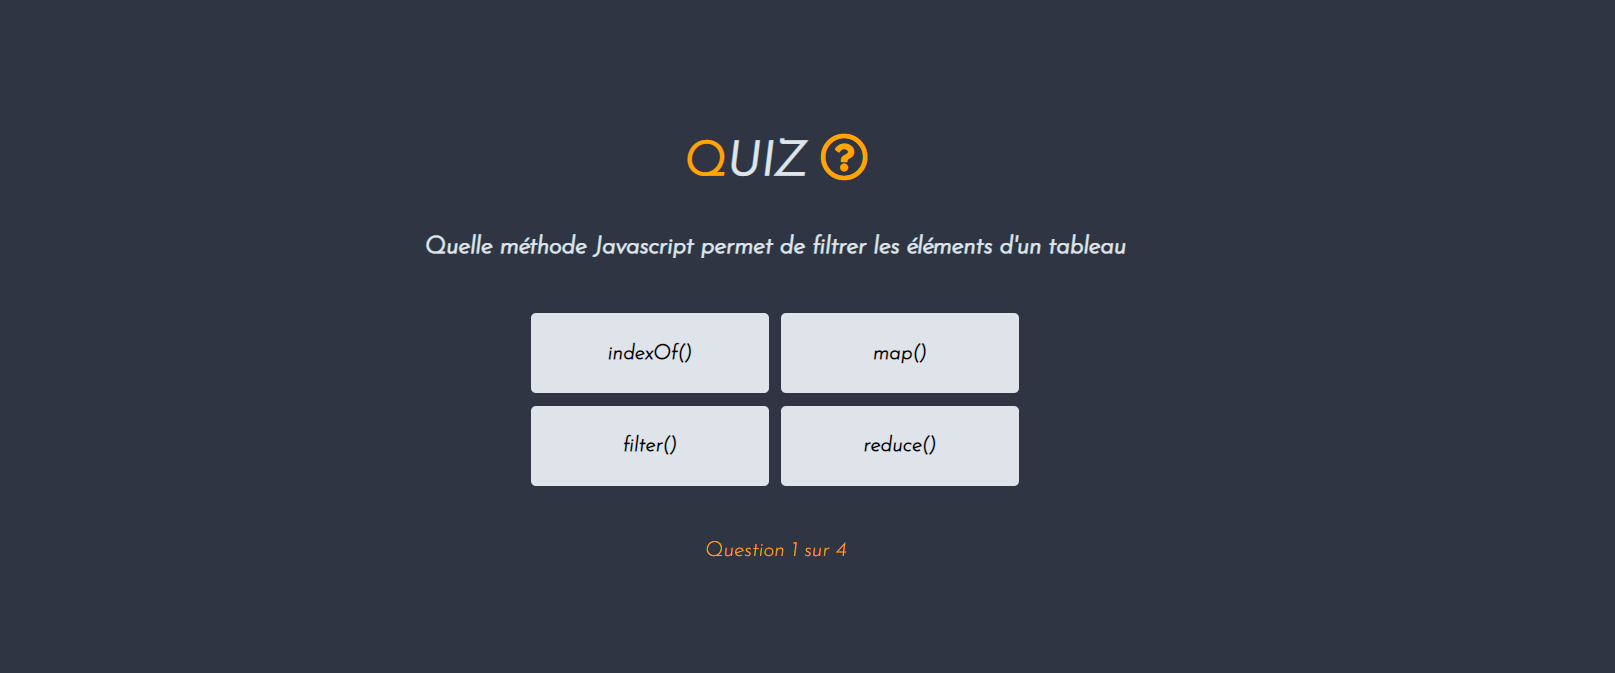 QUIZ ?
Quelle méthode Javascript permet de filtrer les éléments d'un tableau
indexOf()
map()
filter()
reduce()
Question 1 sur 4